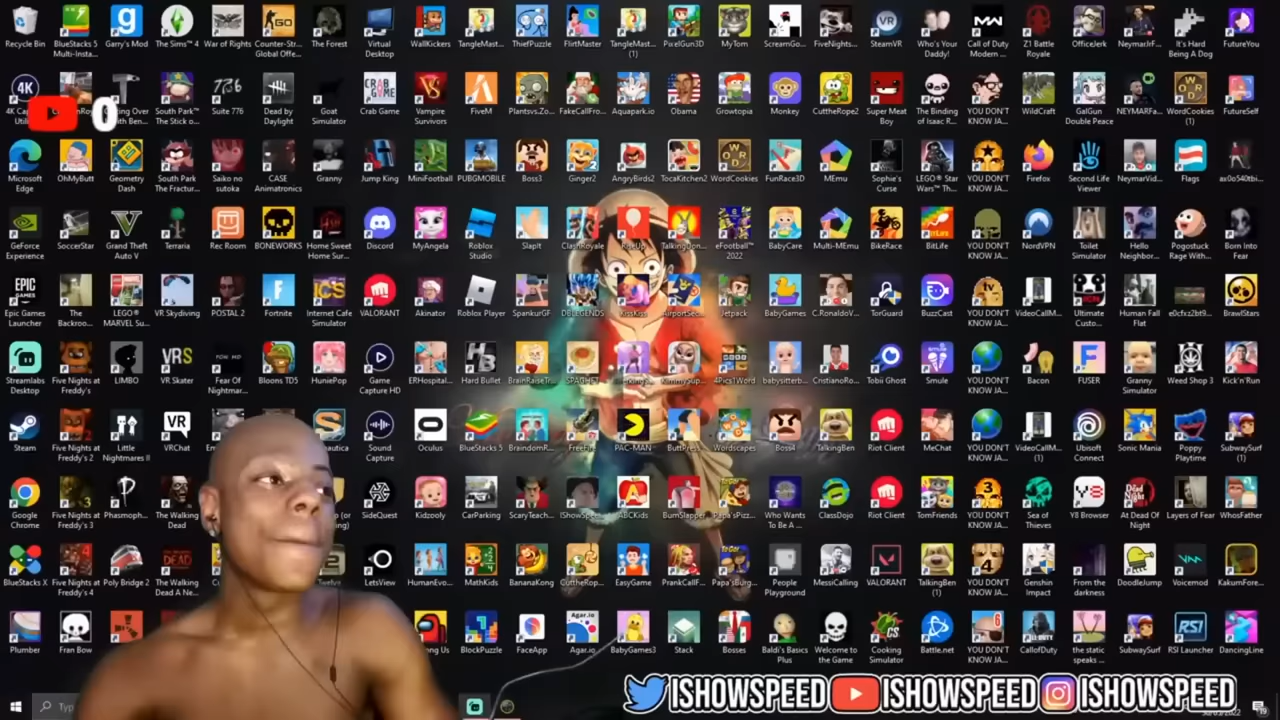 Recycle Bin
BlueStacks 5 Multi-Insta...
Garry's Mod
The Sims™ 4
War of Rights
Counter-Str... Global Offe...
The Forest
Virtual Desktop
WallKickers
TangleMast...
ThiefPuzzle
FlirtMaster
TangleMast... (1)
PixelGun3D
MyTom
ScreamGo...
FiveNights...
SteamVR
Who's Your Daddy!
Call of Duty Modern ...
Z1 Battle Royale
OfficeJerk
NeymarJrF...
It's Hard Being A Dog
FutureYou
South Park™ The Stick o...
Suite 776
Dead by Daylight
Goat Simulator
Crab Game
Vampire Survivors
FiveM
Plantsvs.Zo...
FakeCallFro...
Aquapark.io
Obama
Growtopia
Monkey
CuttheRope2
Super Meat Boy
The Binding of Isaac R...
YOU DON'T KNOW JA...
WildCraft
GalGun Double Peace
NEYMARFa...
WordCookies (1)
FutureSelf
0
Microsoft Edge
OhMyButt
Geometry Dash
South Park The Fractur...
Saiko no sutoka
CASE Animatronics
Granny
Jump King
MiniFootball
PUBGMOBILE
Boss3
Ginger2
AngryBirds2
TocaKitchen2
WordCookies
FunRace3D
MEmu
Sophie's Curse
LEGO® Star Wars™ Th...
YOU DON'T KNOW JA...
Firefox
Second Life Viewer
NeymarVid...
Flags
ax0o540tbi...
GeForce Experience
SoccerStar
Grand Theft Auto V
Terraria
Rec Room
BONEWORKS
Home Sweet Home Sur...
Discord
MyAngela
Roblox Studio
SlapIt
ClashRoyale
RiseUp
TalkingDon...
eFootball™ 2022
BabyCare
Multi-MEmu
BikeRace
BitLife
YOU DON'T KNOW JA...
NordVPN
Toilet Simulator
Hello Neighbor...
Pogostuck Rage With...
Born Into Fear
Epic Games Launcher
The Backroo...
LEGO® MARVEL Su...
VR Skydiving
POSTAL 2
Fortnite
Internet Cafe Simulator
VALORANT
Akinator
Roblox Player
SpankurGF
DBLEGENDS
KissKiss
AirportSec...
Jetpack
BabyGames
C.RonaldoV...
TorGuard
BuzzCast
YOU DON'T KNOW JA...
VideoCallM...
Ultimate Custo...
Human Fall Flat
e0cfxz2bt9...
BrawlStars
Streamlabs Desktop
Five Nights at Freddy's
LIMBO
VR Skater
Fear Of Nightmar...
Bloons TD5
HuniePop
Game Capture HD
ERHospital...
Hard Bullet
BrainRaiseTr...
KimmySup...
4Pics1Word
babysitterb...
CristianoRo...
Tobii Ghost
Smule
YOU DON'T KNOW JA...
Bacon
FUSER
Granny Simulator
Weed Shop 3
Kick'n'Run
Steam
Five Nights at Freddy's 2
Little Nightmares II
VRChat
Sound Capture
Oculus
BlueStacks 5
BraindomR...
FreeFire
PAC-MAN
Wordscapes
Boss4
TalkingBen
Riot Client
MeChat
YOU DON'T KNOW JA...
VideoCallM... (1)
Ubisoft Connect
Sonic Mania
Poppy Playtime
SubwaySurf (1)
Google Chrome
Five Nights at Freddy's 3
Phasmoph...
The Walking Dead
SideQuest
Kidzooly
CarParking
ScaryTeach...
IShowSpeed
ABCKids
BumSlapper
Papa'sPizz...
Who Wants To Be A ...
ClassDojo
Riot Client
TomFriends
YOU DON'T KNOW JA...
Sea of Thieves
Y8 Browser
At Dead Of Night
Layers of Fear
WhosFather
BlueStacks X
Five Nights at Freddy's 4
Poly Bridge 2
The Walking Dead A Ne...
LetsView
HumanEvo...
MathKids
BananaKong
CuttheRop...
EasyGame
PrankCallF...
Papa'sBurg...
People Playground
MessiCalling
VALORANT
TalkingBen (1)
YOU DON'T KNOW JA...
Genshin Impact
From the darkness
DoodleJump
Voicemod
KakumFore...
Plumber
Fran Bow
BlockPuzzle
FaceApp
Agar.io
BabyGames3
Stack
Bosses
Baldi's Basics Plus
Welcome to the Game
Cooking Simulator
Battle.net
YOU DON'T KNOW JA...
CallofDuty
the static speaks ...
SubwaySurf
RSI Launcher
DancingLine
Typ
ISHOWSPEED ISHOWSPEED ISHOWSPEED